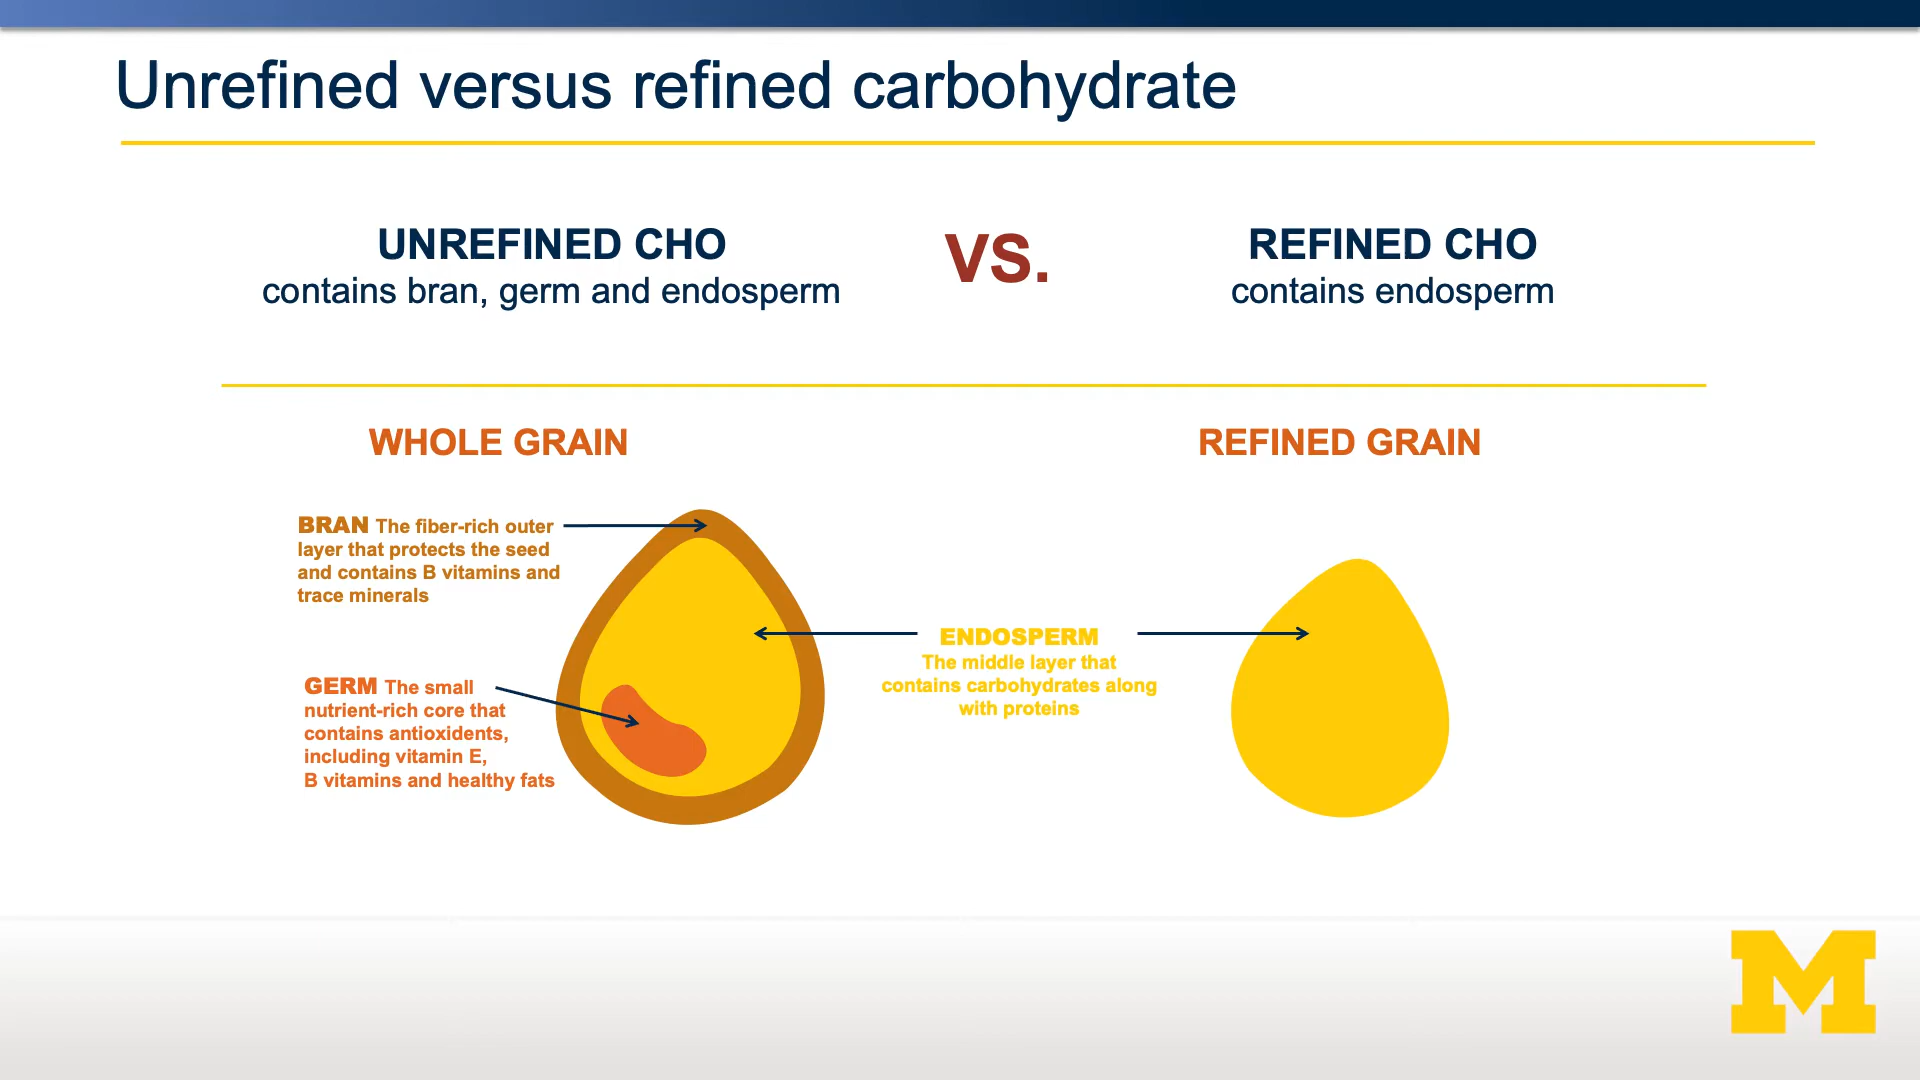 Unrefined versus refined carbohydrate
UNREFINED CHO
contains bran, germ and endosperm
VS.
REFINED CHO
contains endosperm
WHOLE GRAIN
REFINED GRAIN
BRAN The fiber-rich outer
layer that protects the seed
and contains B vitamins and
trace minerals
GERM The small
nutrient-rich core that
contains antioxidents,
including vitamin E,
B vitamins and healthy fats
ENDOSPERM
The middle layer that
contains carbohydrates along
with proteins
M